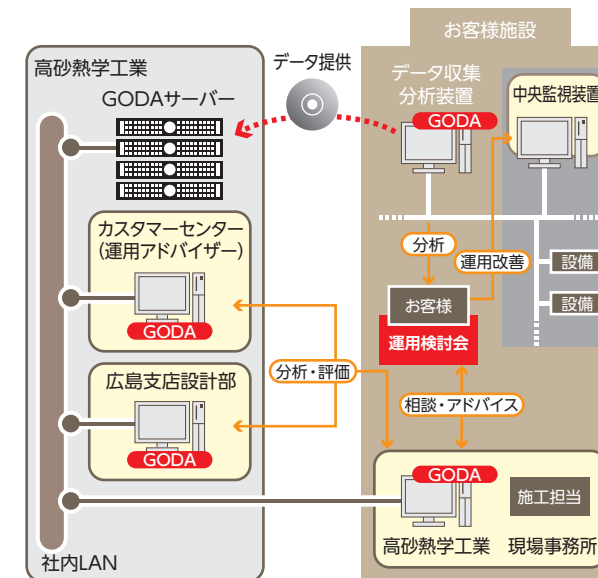 お客様施設
高砂熱学工業
GODAサーバー
データ提供
データ収集
分析装置
GODA
中央監視装置
カスタマーセンター
(運用アドバイザー)
GODA
分析
運用改善
設備
設備
お客様
運用検討会
分析・評価
広島支店設計部
GODA
相談・アドバイス
GODA
施工担当
高砂熱学工業 現場事務所
社内LAN